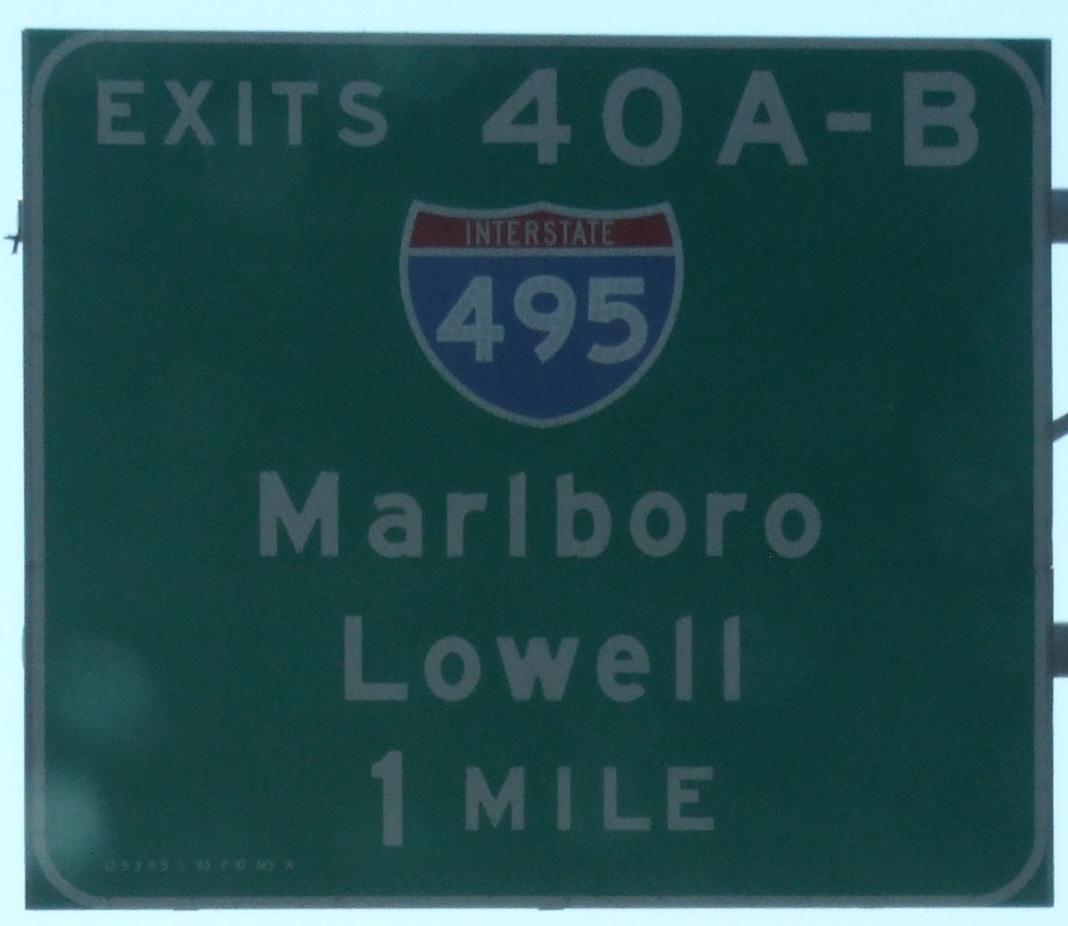 EXITS 40A-B
INTERSTATE
495
Marlboro
Lowell
1 MILE